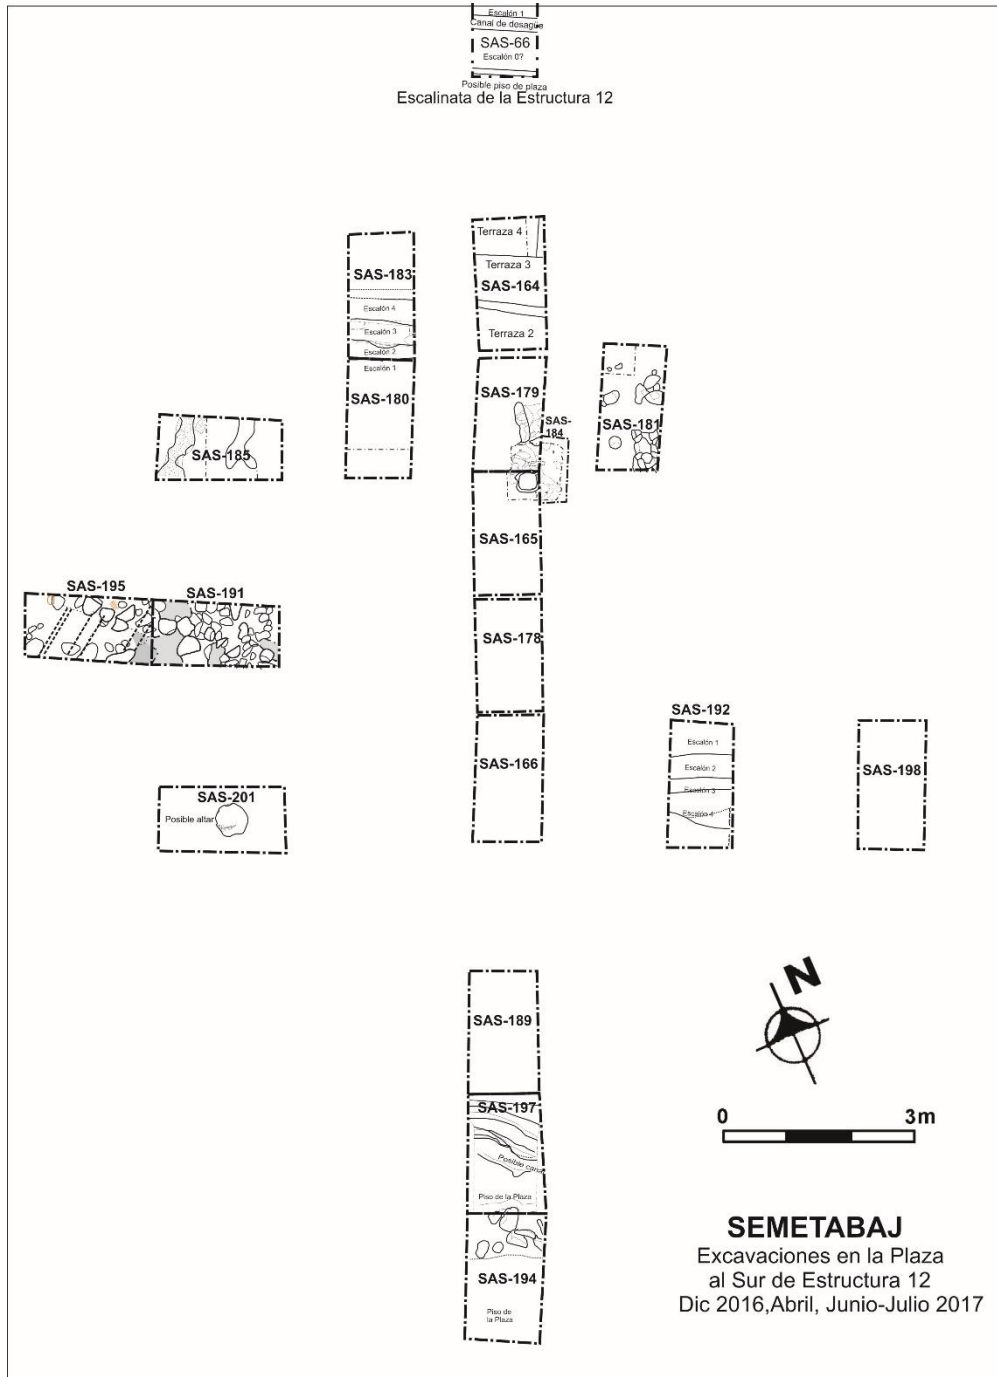 Escalón 1
Canal de desagüe
SAS-66
Escalón 0?
Posible piso de plaza
Escalinata de la Estructura 12
Terraza 4
Terraza 3
SAS-164
Terraza 2
SAS-183
Escalón 4
Escalón 3
Escalón 2
Escalón 1
SAS-180
SAS-179
SAS-
184
SAS-181
SAS-185
SAS-165
SAS-195
SAS-191
SAS-178
SAS-192
Escalón 1
Escalón 2
Escalón 3
Escalón 4
SAS-166
SAS-198
SAS-201
Posible altar
SAS-189
N
SAS-197
Posible canal
Piso de la Plaza
SAS-194
Piso de
la Plaza
0 3m
SEMETABAJ
Excavaciones en la Plaza
al Sur de Estructura 12
Dic 2016,Abril, Junio-Julio 2017